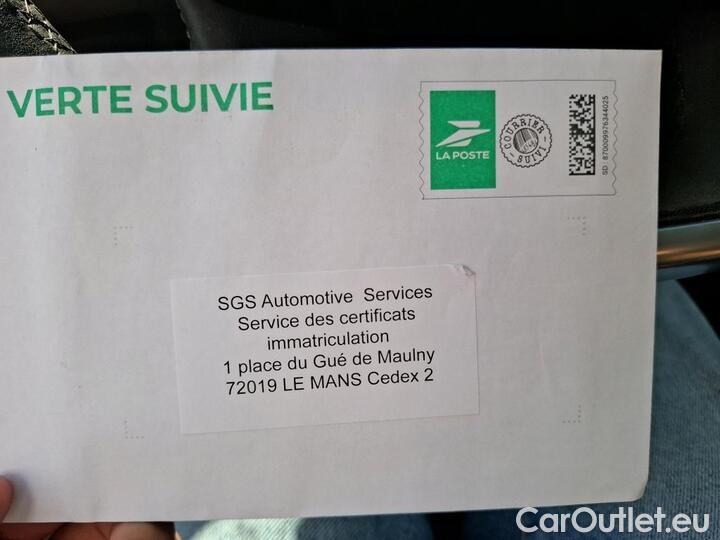 VERTE SUIVIE
LA POSTE
COURRIER
SUIVI
SD : 870009976344025
SGS Automotive Services
Service des certificats
immatriculation
1 place du Gué de Maulny
72019 LE MANS Cedex 2
CarOutlet.eu